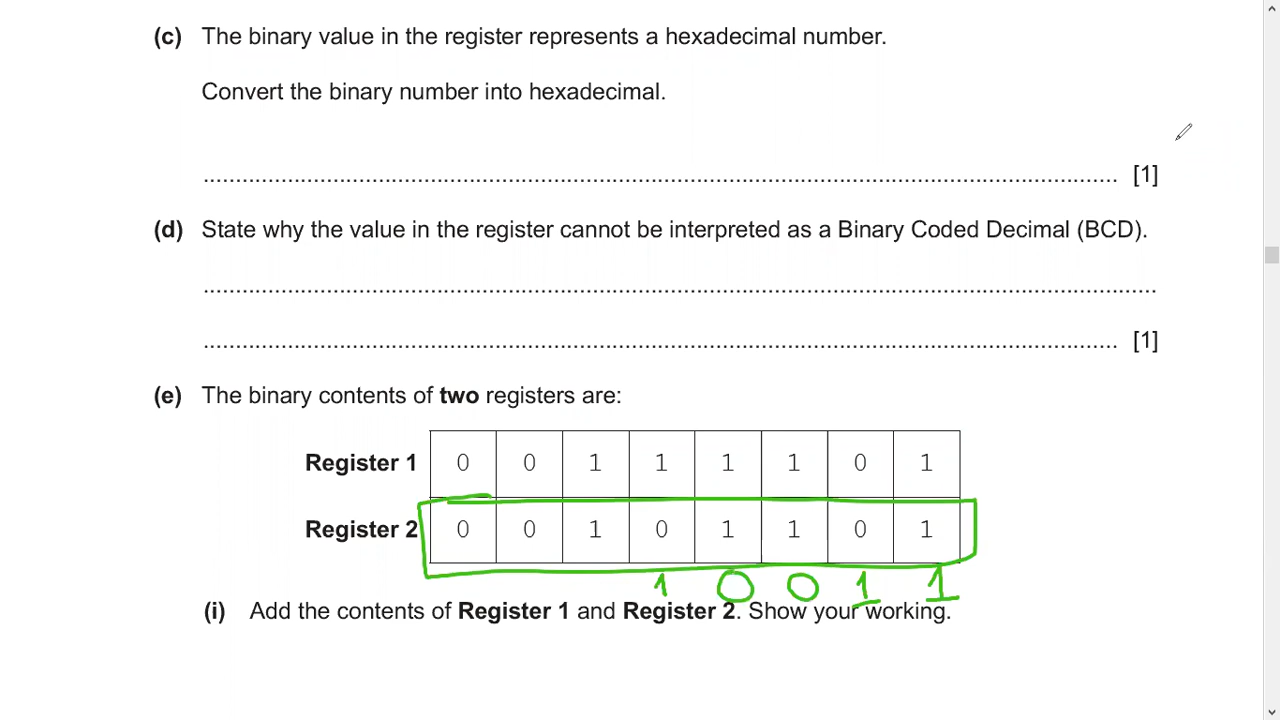 (c) The binary value in the register represents a hexadecimal number.
Convert the binary number into hexadecimal.
.......................................................................................................................................... [1]
(d) State why the value in the register cannot be interpreted as a Binary Coded Decimal (BCD).
..........................................................................................................................................
.......................................................................................................................................... [1]
(e) The binary contents of two registers are:
Register 1 0 0 1 1 1 1 0 1
Register 2 0 0 1 0 1 1 0 1
1 0 0 1 1
(i) Add the contents of Register 1 and Register 2. Show your working.